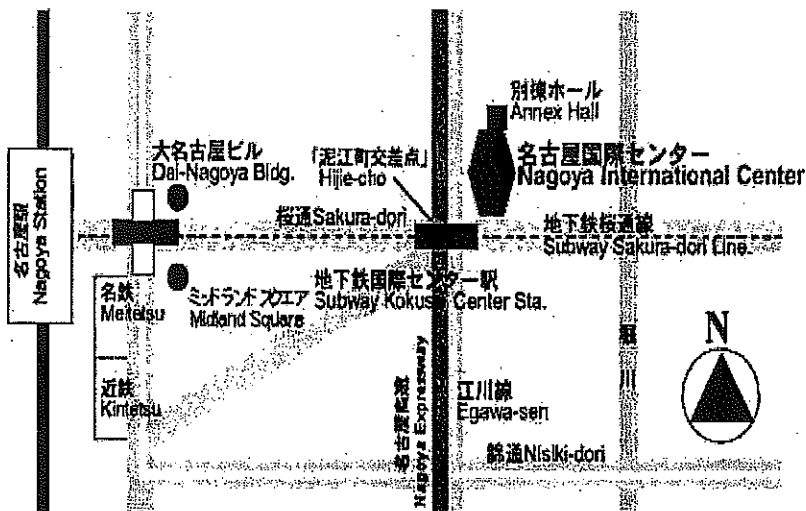 別棟ホール
Annex Hall
大名古屋ビル
Dai-Nagoya Bldg.
「泥江町交差点」
Hijie-cho
名古屋国際センター
Nagoya International Center
桜通Sakura-dori
地下鉄桜通線
Subway Sakura-dori Line.
名古屋駅
Nagoya Station
名鉄
Meitetsu
ミッドランドスクエア
Midland Square
地下鉄国際センター駅
Subway Kokusai Center Sta.
N
近鉄
Kintetsu
名古屋高速
Nagoya Expressway
江川線
Egawa-sen
川
錦通Nisiki-dori